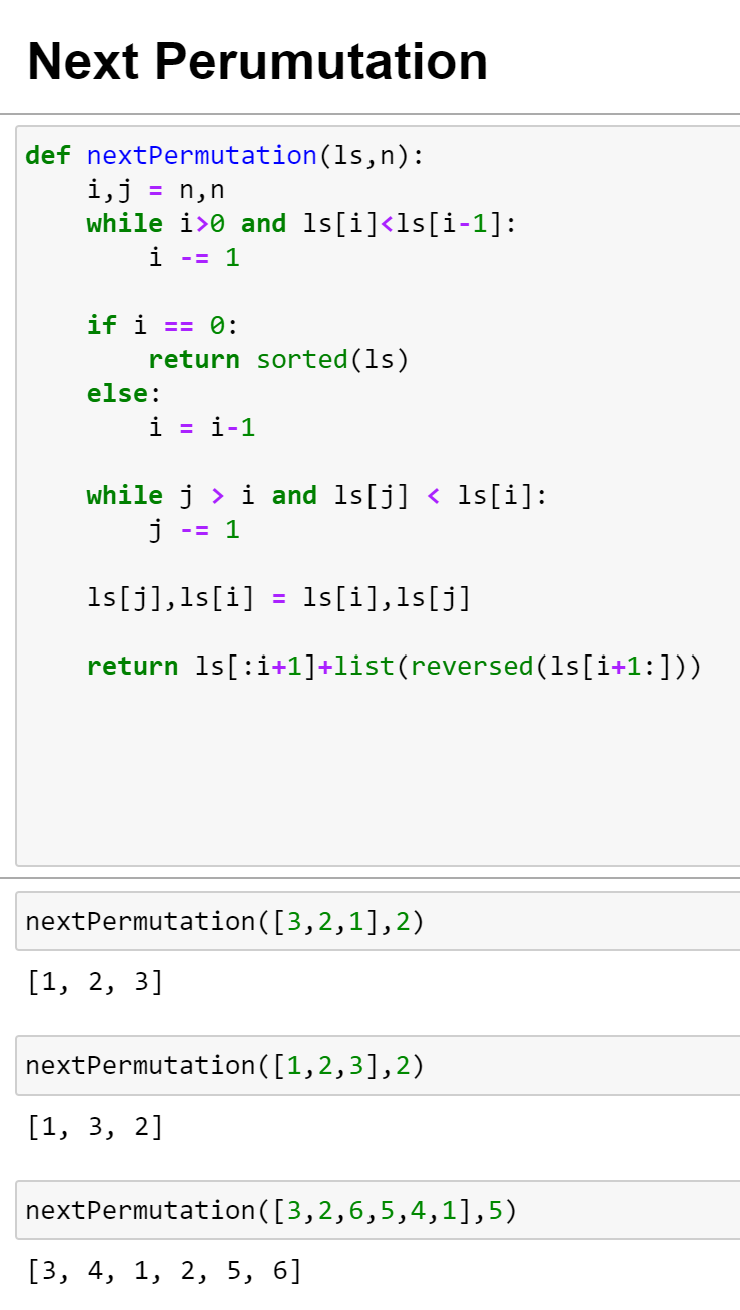 Next Perumutation
def nextPermutation(ls,n):
    i,j = n,n
    while i>0 and ls[i]<ls[i-1]:
        i -= 1

    if i == 0:
        return sorted(ls)
    else:
        i = i-1

    while j > i and ls[j] < ls[i]:
        j -= 1

    ls[j],ls[i] = ls[i],ls[j]

    return ls[:i+1]+list(reversed(ls[i+1:]))
nextPermutation([3,2,1],2)
[1, 2, 3]
nextPermutation([1,2,3],2)
[1, 3, 2]
nextPermutation([3,2,6,5,4,1],5)
[3, 4, 1, 2, 5, 6]